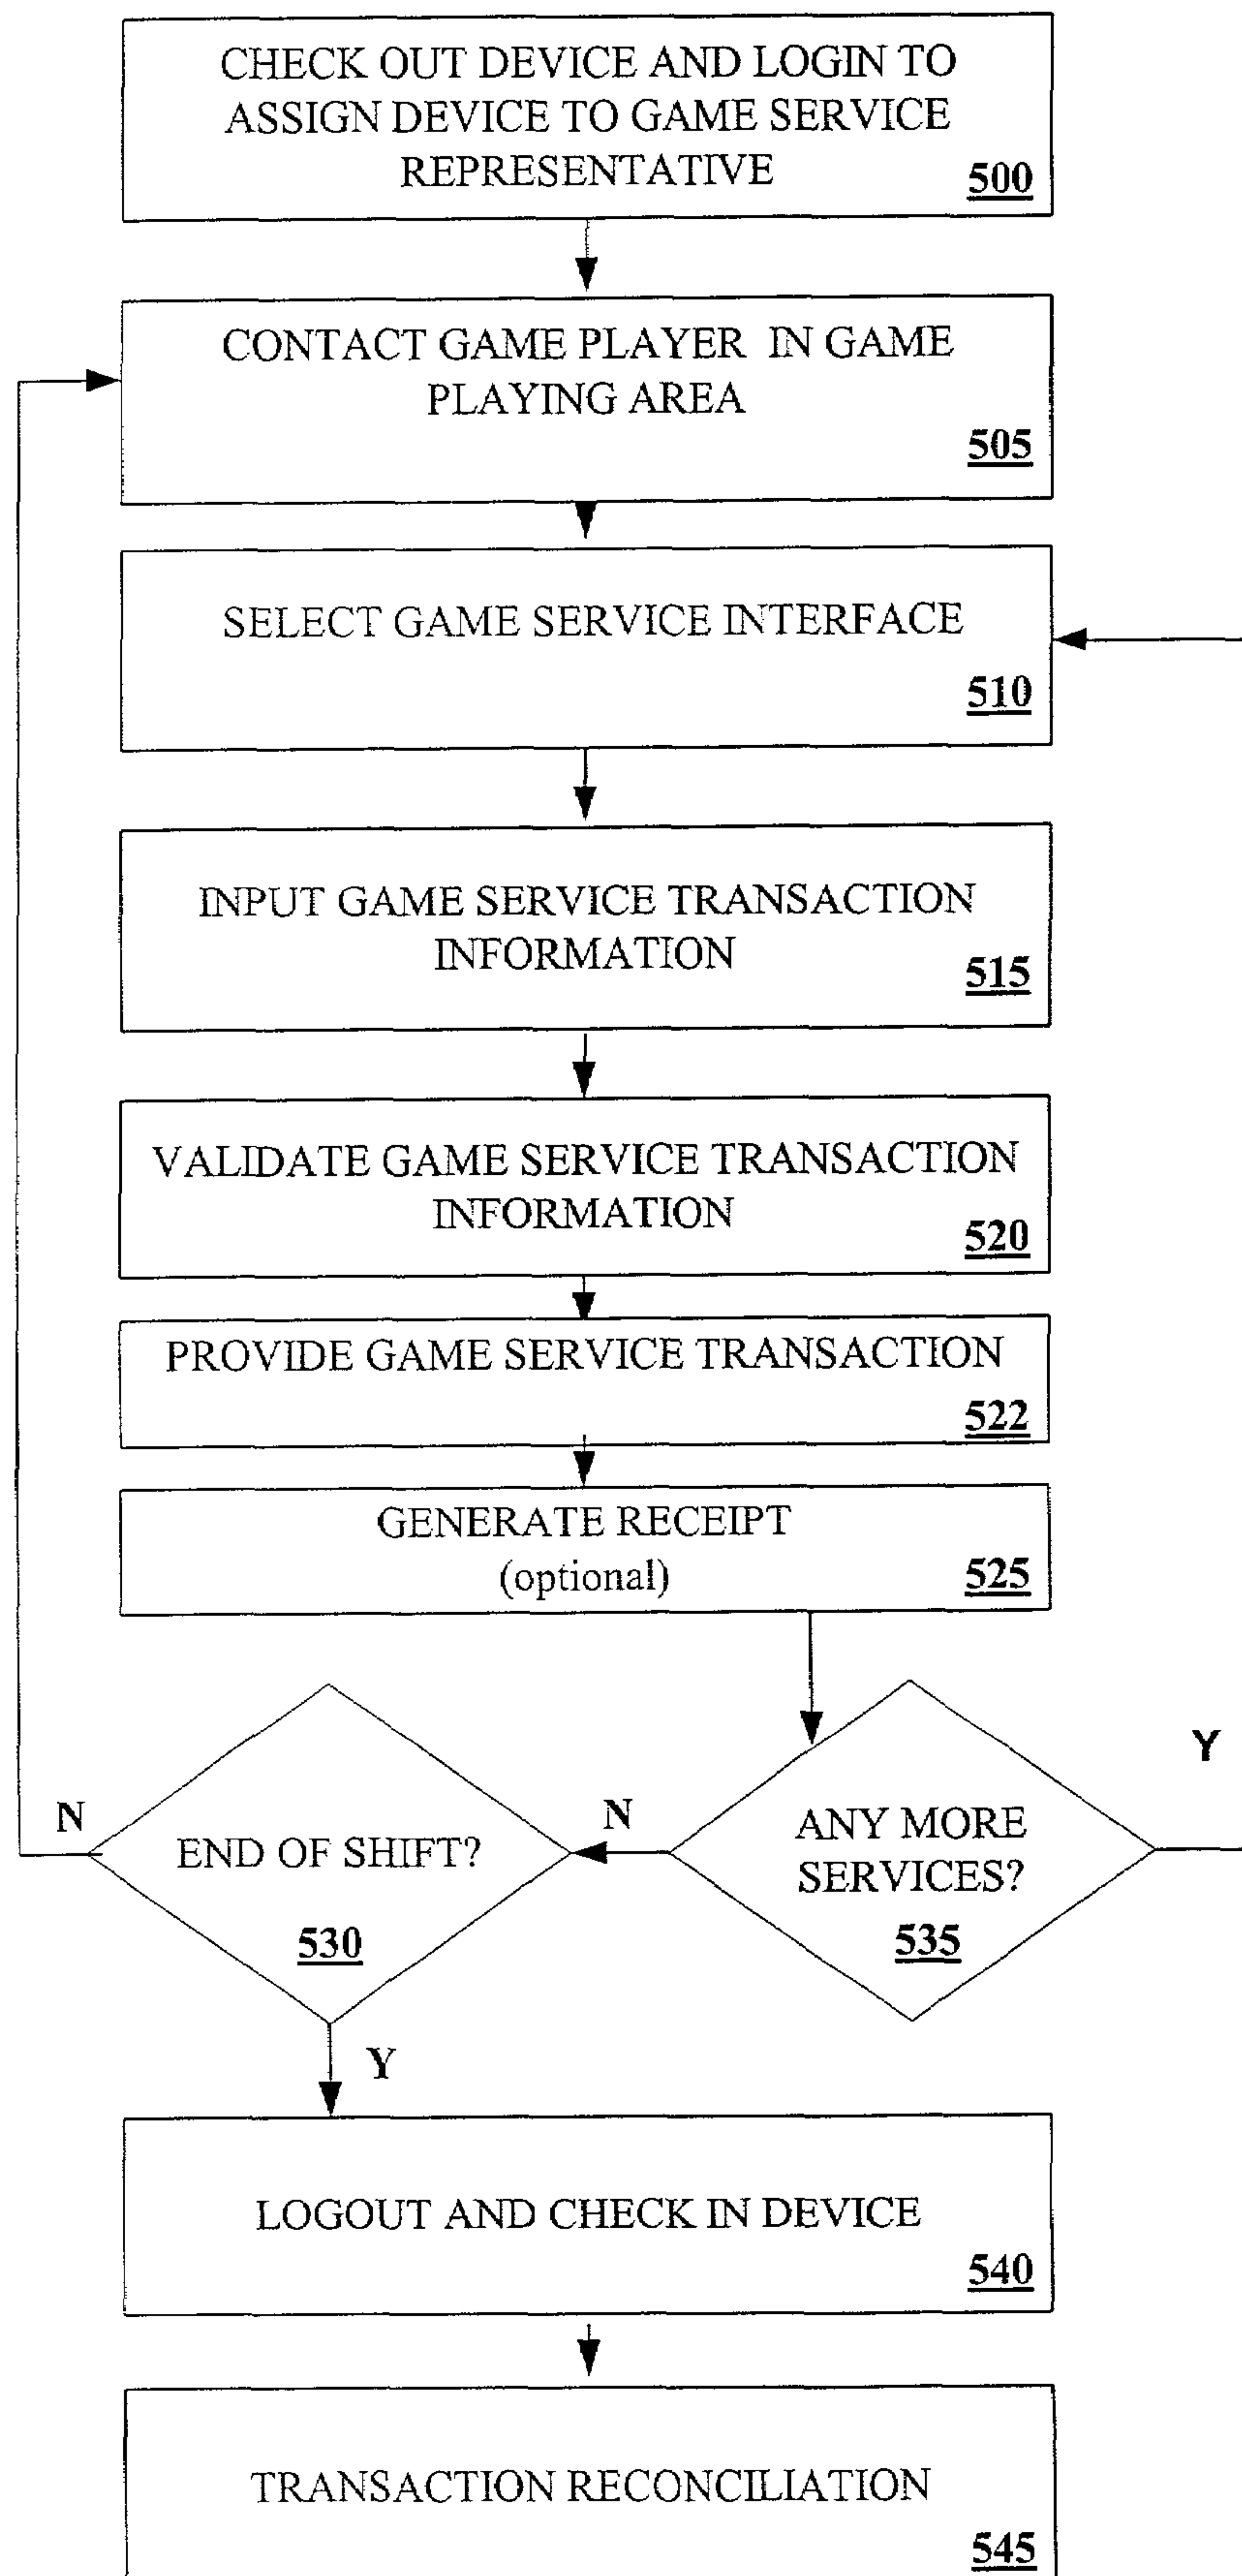 CHECK OUT DEVICE AND LOGIN TO
ASSIGN DEVICE TO GAME SERVICE
REPRESENTATIVE
500
CONTACT GAME PLAYER IN GAME
PLAYING AREA
505
SELECT GAME SERVICE INTERFACE
510
INPUT GAME SERVICE TRANSACTION
INFORMATION
515
VALIDATE GAME SERVICE TRANSACTION
INFORMATION
520
PROVIDE GAME SERVICE TRANSACTION
522
GENERATE RECEIPT
(optional)
525
ANY MORE
SERVICES?
535
Y
N
END OF SHIFT?
530
N
Y
LOGOUT AND CHECK IN DEVICE
540
TRANSACTION RECONCILIATION
545